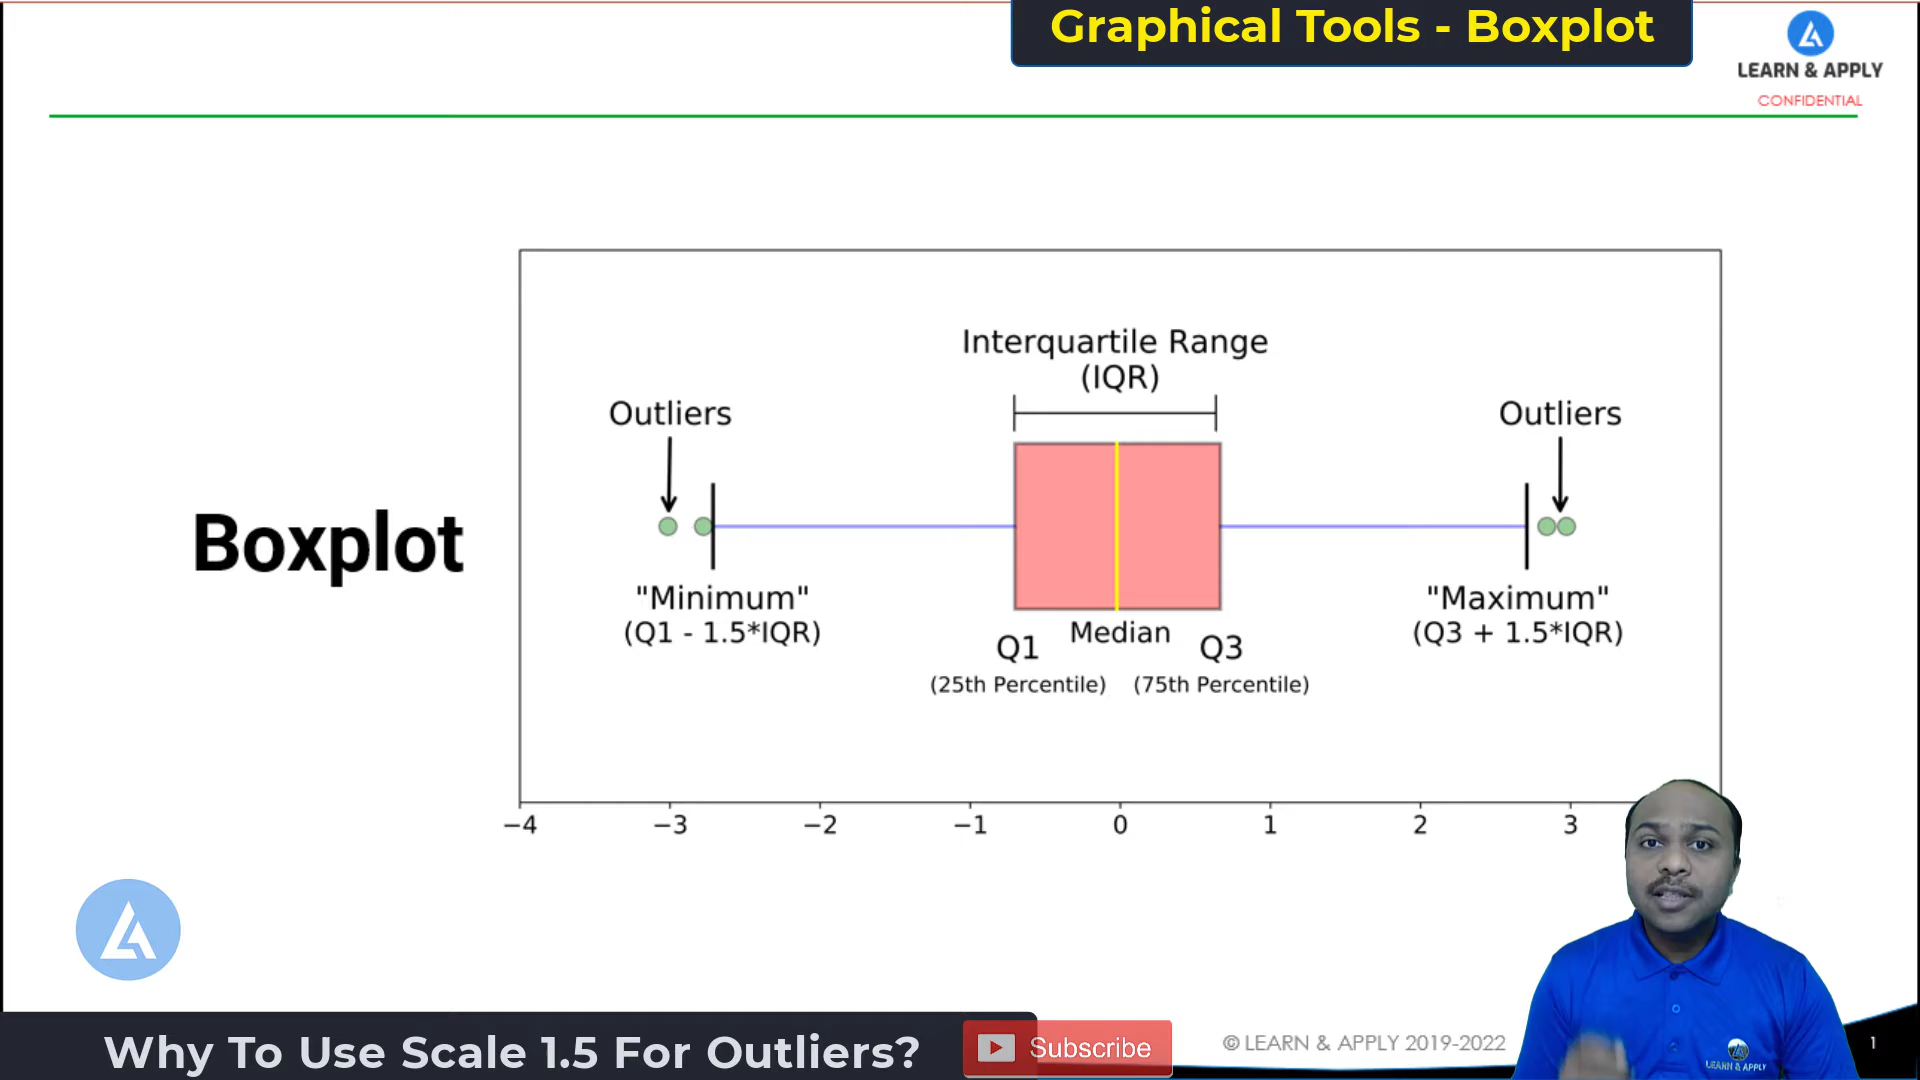 Graphical Tools - Boxplot
LEARN & APPLY
CONFIDENTIAL
Interquartile Range
(IQR)
Outliers
Outliers
Boxplot
"Minimum"
(Q1 - 1.5*IQR)
"Maximum"
(Q3 + 1.5*IQR)
Q1
Median
Q3
(25th Percentile)
(75th Percentile)
−4
−3
−2
−1
0
1
2
3
Why To Use Scale 1.5 For Outliers?
Subscribe
© LEARN & APPLY 2019-2022
LEARN & APPLY
1